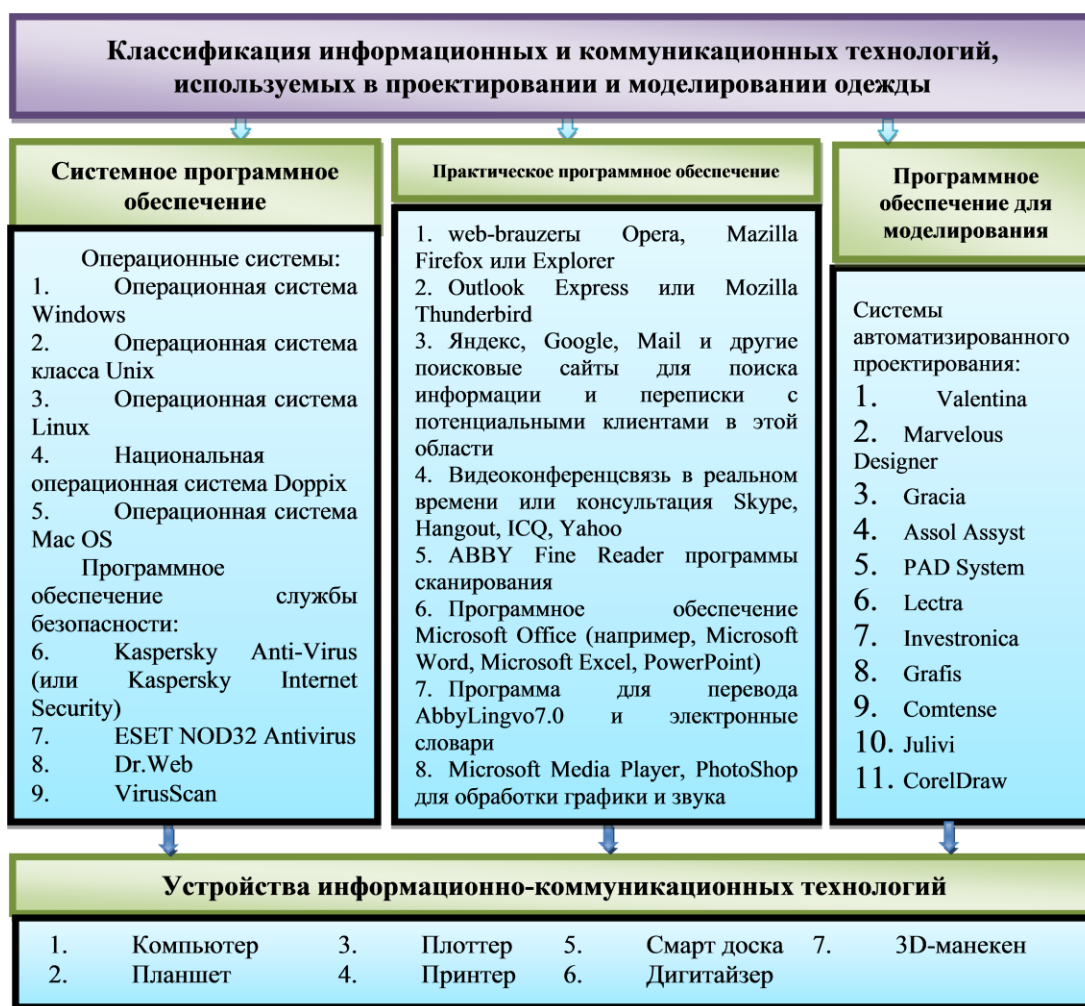 Классификация информационных и коммуникационных технологий,
используемых в проектировании и моделировании одежды
Системное программное
обеспечение
Операционные системы:
1. Операционная система
Windows
2. Операционная система
класса Unix
3. Операционная система
Linux
4. Национальная
операционная система Doppix
5. Операционная система
Mac OS
Программное
обеспечение службы
безопасности:
6. Kaspersky Anti-Virus
(или Kaspersky Internet
Security)
7. ESET NOD32 Antivirus
8. Dr.Web
9. VirusScan
Практическое программное обеспечение
1. web-brauzerы Opera, Mazilla
Firefox или Explorer
2. Outlook Express или Mozilla
Thunderbird
3. Яндекс, Google, Mail и другие
поисковые сайты для поиска
информации и переписки с
потенциальными клиентами в этой
области
4. Видеоконференцсвязь в реальном
времени или консультация Skype,
Hangout, ICQ, Yahoo
5. ABBY Fine Reader программы
сканирования
6. Программное обеспечение
Microsoft Office (например, Microsoft
Word, Microsoft Excel, PowerPoint)
7. Программа для перевода
AbbyLingvo7.0 и электронные
словари
8. Microsoft Media Player, PhotoShop
для обработки графики и звука
Программное
обеспечение для
моделирования
Системы
автоматизированного
проектирования:
1. Valentina
2. Marvelous
Designer
3. Gracia
4. Assol Assyst
5. PAD System
6. Lectra
7. Investronica
8. Grafis
9. Comtense
10. Julivi
11. CorelDraw
Устройства информационно-коммуникационных технологий
1. Компьютер 3. Плоттер 5. Смарт доска 7. 3D-манекен
2. Планшет 4. Принтер 6. Дигитайзер